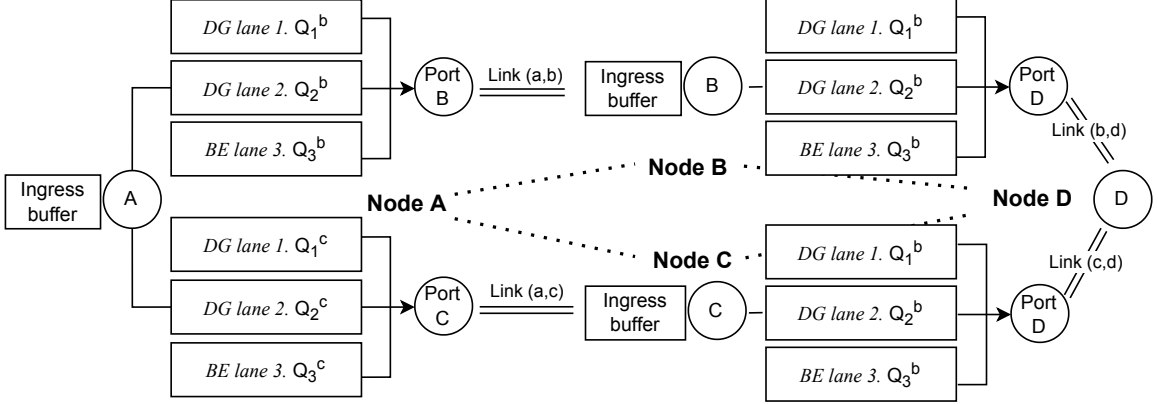 DG lane 1. Q₁ᵇ
DG lane 2. Q₂ᵇ
BE lane 3. Q₃ᵇ
Port
B
Link (a,b)
Ingress
buffer
B
DG lane 1. Q₁ᵇ
DG lane 2. Q₂ᵇ
BE lane 3. Q₃ᵇ
Port
D
Link (b,d)
Ingress
buffer
A
Node A
Node B
Node C
Node D
D
DG lane 1. Q₁ᶜ
DG lane 2. Q₂ᶜ
BE lane 3. Q₃ᶜ
Port
C
Link (a,c)
Ingress
buffer
C
DG lane 1. Q₁ᵇ
DG lane 2. Q₂ᵇ
BE lane 3. Q₃ᵇ
Port
D
Link (c,d)